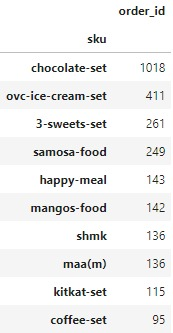 order_id
sku
chocolate-set 1018
ovc-ice-cream-set 411
3-sweets-set 261
samosa-food 249
happy-meal 143
mangos-food 142
shmk 136
maa(m) 136
kitkat-set 115
coffee-set 95